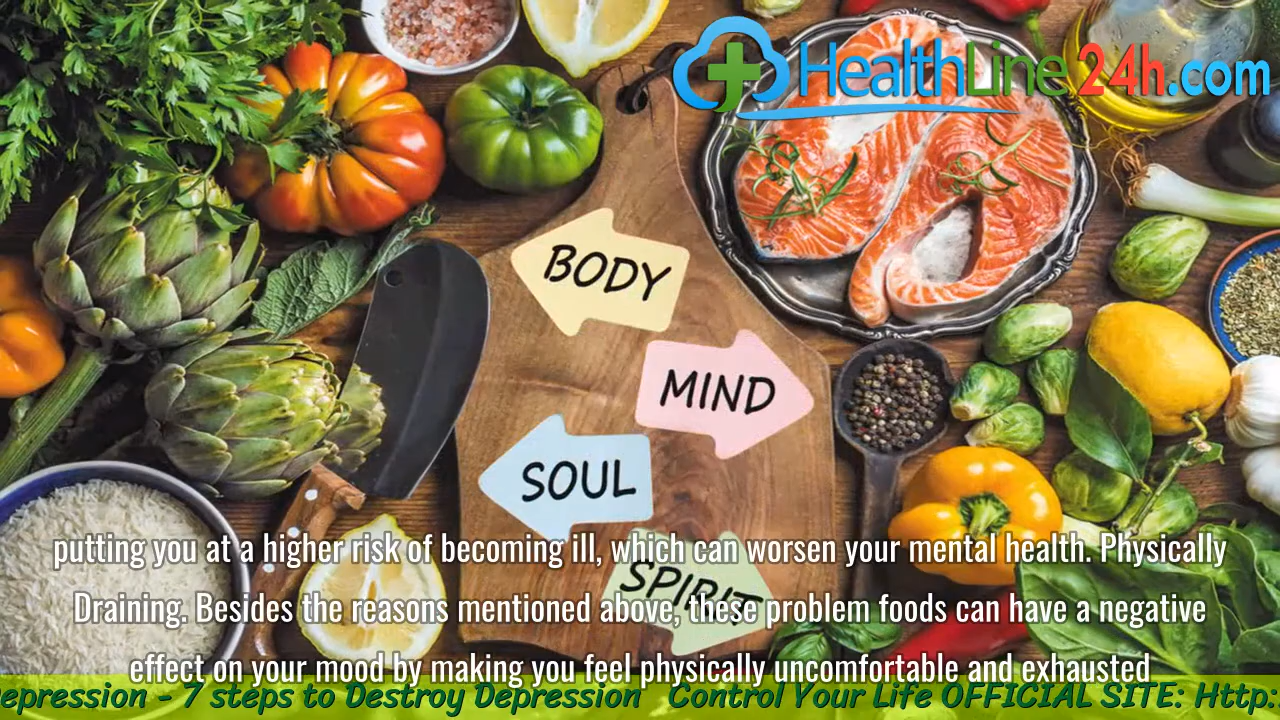 HealthLine24h.com
BODY
MIND
SOUL
SPIRIT
putting you at a higher risk of becoming ill, which can worsen your mental health. Physically
Draining. Besides the reasons mentioned above, these problem foods can have a negative
effect on your mood by making you feel physically uncomfortable and exhausted
epression - 7 steps to Destroy Depression Control Your Life OFFICIAL SITE: Http: